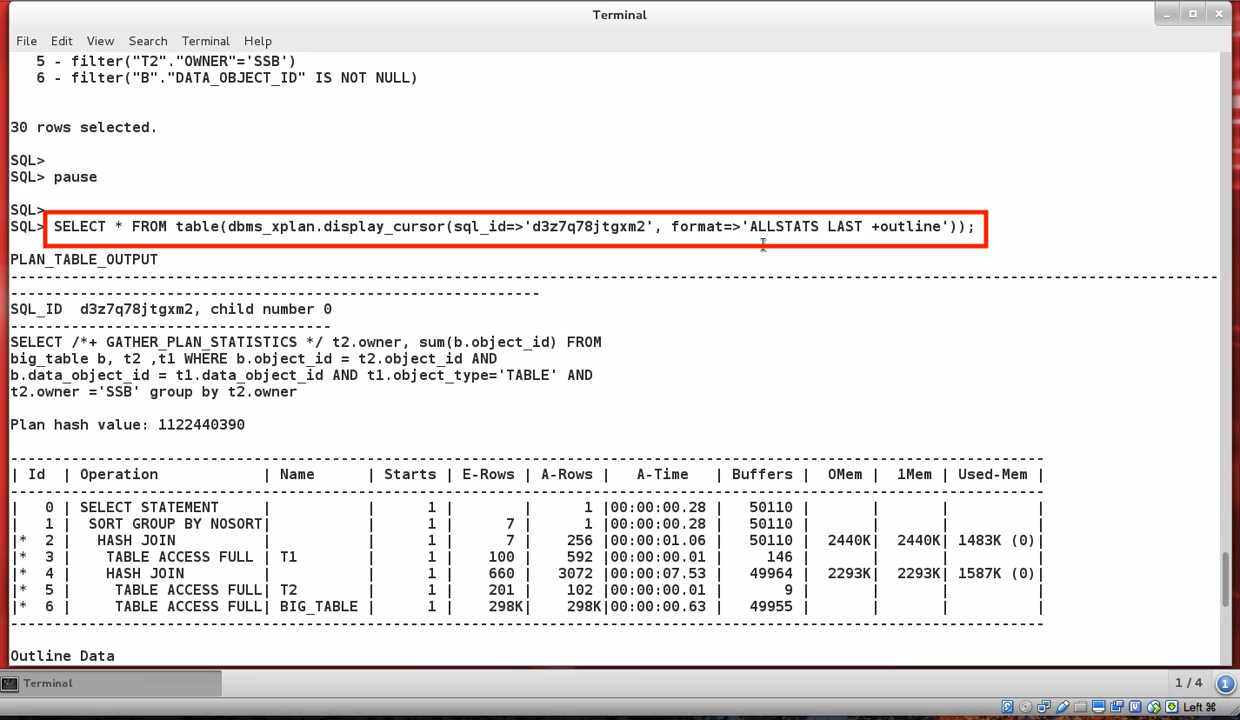 Terminal
File Edit View Search Terminal Help
5 - filter("T2"."OWNER"='SSB')
6 - filter("B"."DATA_OBJECT_ID" IS NOT NULL)
30 rows selected.
SQL>
SQL> pause
SQL>
SQL> SELECT * FROM table(dbms_xplan.display_cursor(sql_id=>'d3z7q78jtgxm2', format=>'ALLSTATS LAST +outline'));
PLAN_TABLE_OUTPUT
--------------------------------------------------------------------------------------------------------------------------------------------
-------------------------------------------------------------
SQL_ID  d3z7q78jtgxm2, child number 0
-------------------------------------
SELECT /*+ GATHER_PLAN_STATISTICS */ t2.owner, sum(b.object_id) FROM
big_table b, t2 ,t1 WHERE b.object_id = t2.object_id AND
b.data_object_id = t1.data_object_id AND t1.object_type='TABLE' AND
t2.owner ='SSB' group by t2.owner
Plan hash value: 1122440390
-----------------------------------------------------------------------------------------------------------------------
| Id  | Operation            | Name      | Starts | E-Rows | A-Rows |   A-Time   | Buffers |  OMem |  1Mem | Used-Mem |
-----------------------------------------------------------------------------------------------------------------------
|   0 | SELECT STATEMENT     |           |      1 |        |      1 |00:00:00.28 |   50110 |       |       |          |
|   1 |  SORT GROUP BY NOSORT|           |      1 |      7 |      1 |00:00:00.28 |   50110 |       |       |          |
|*  2 |   HASH JOIN          |           |      1 |      7 |    256 |00:00:01.06 |   50110 |  2440K|  2440K| 1483K (0)|
|*  3 |    TABLE ACCESS FULL | T1        |      1 |    100 |    592 |00:00:00.01 |     146 |       |       |          |
|*  4 |    HASH JOIN         |           |      1 |    660 |   3072 |00:00:07.53 |   49964 |  2293K|  2293K| 1587K (0)|
|*  5 |     TABLE ACCESS FULL| T2        |      1 |    201 |    102 |00:00:00.01 |       9 |       |       |          |
|*  6 |     TABLE ACCESS FULL| BIG_TABLE |      1 |    298K|    298K|00:00:00.63 |   49955 |       |       |          |
-----------------------------------------------------------------------------------------------------------------------
Outline Data
Terminal
1 / 4
1
Left ⌘